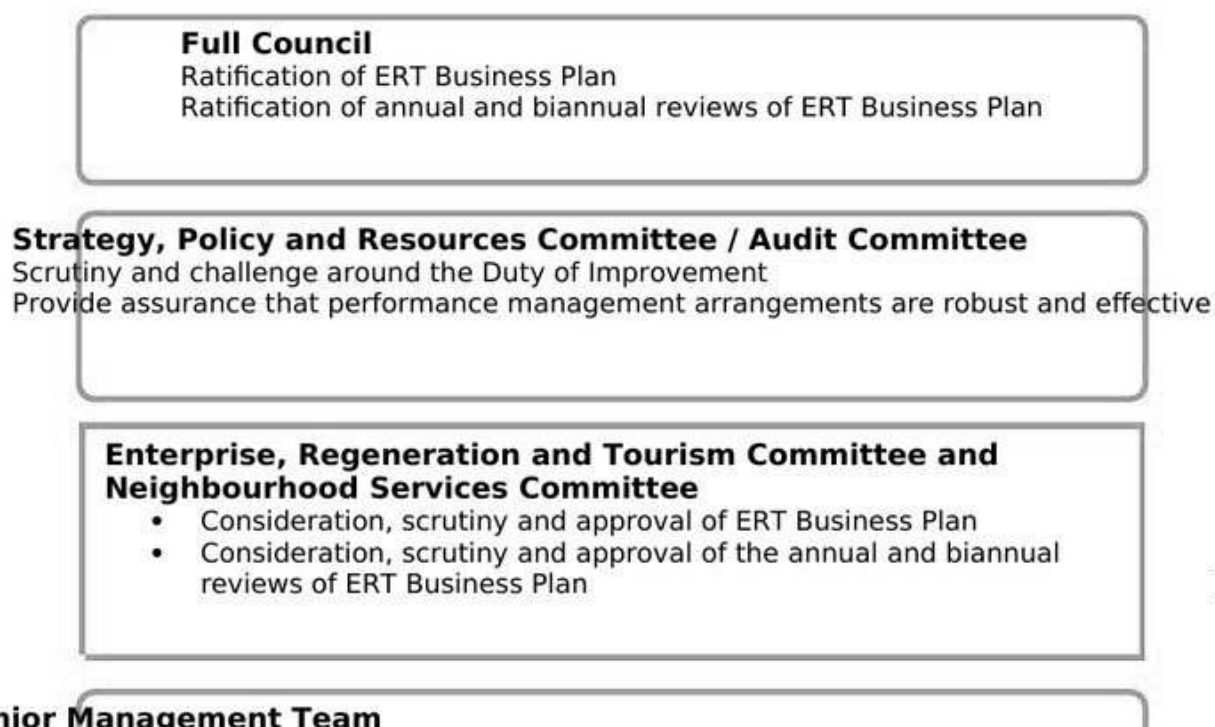 Full Council
Ratification of ERT Business Plan
Ratification of annual and biannual reviews of ERT Business Plan
Strategy, Policy and Resources Committee / Audit Committee
Scrutiny and challenge around the Duty of Improvement
Provide assurance that performance management arrangements are robust and effective
Enterprise, Regeneration and Tourism Committee and
Neighbourhood Services Committee
• Consideration, scrutiny and approval of ERT Business Plan
• Consideration, scrutiny and approval of the annual and biannual
reviews of ERT Business Plan
Management Team